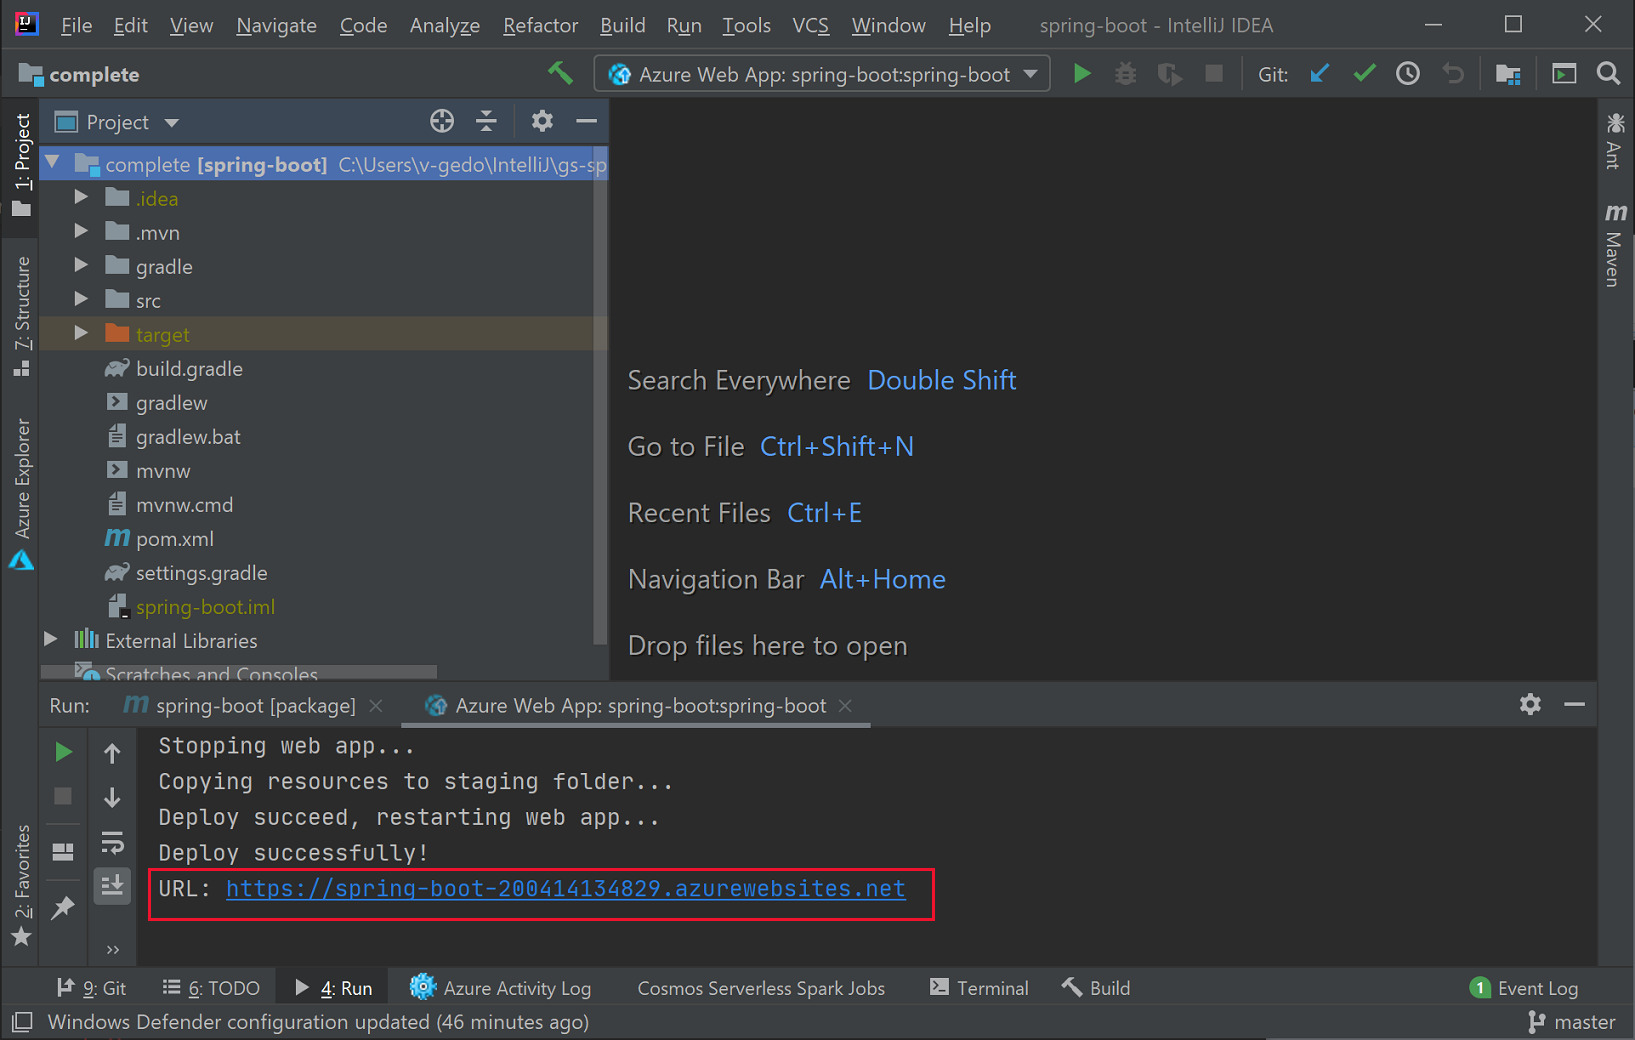 File Edit View Navigate Code Analyze Refactor Build Run Tools VCS Window Help spring-boot - IntelliJ IDEA
complete
Azure Web App: spring-boot:spring-boot
Git:
1: Project
7: Structure
Azure Explorer
2: Favorites
Project
complete [spring-boot] C:\Users\v-gedo\IntelliJ\gs-sp
.idea
.mvn
gradle
src
target
build.gradle
gradlew
gradlew.bat
mvnw
mvnw.cmd
pom.xml
settings.gradle
spring-boot.iml
External Libraries
Scratches and Consoles
Search Everywhere Double Shift
Go to File Ctrl+Shift+N
Recent Files Ctrl+E
Navigation Bar Alt+Home
Drop files here to open
Ant
Maven
Run: spring-boot [package] Azure Web App: spring-boot:spring-boot
Stopping web app...
Copying resources to staging folder...
Deploy succeed, restarting web app...
Deploy successfully!
URL: https://spring-boot-200414134829.azurewebsites.net
9: Git 6: TODO 4: Run Azure Activity Log Cosmos Serverless Spark Jobs Terminal Build 1 Event Log
Windows Defender configuration updated (46 minutes ago) master